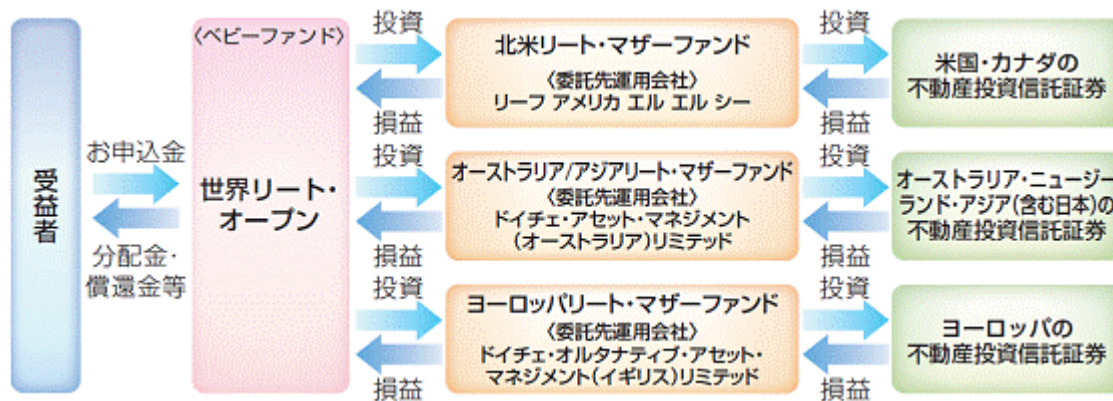 受益者
お申込金
分配金・
償還金等
〈ベビーファンド〉
世界リート・
オープン
投資
損益
投資
損益
投資
損益
北米リート・マザーファンド
〈委託先運用会社〉
リーフ アメリカ エル エル シー
オーストラリア/アジアリート・マザーファンド
〈委託先運用会社〉
ドイチェ・アセット・マネジメント
(オーストラリア)リミテッド
ヨーロッパリート・マザーファンド
〈委託先運用会社〉
ドイチェ・オルタナティブ・アセット・
マネジメント(イギリス)リミテッド
投資
損益
投資
損益
投資
損益
米国・カナダの
不動産投資信託証券
オーストラリア・ニュージー
ランド・アジア(含む日本)の
不動産投資信託証券
ヨーロッパの
不動産投資信託証券